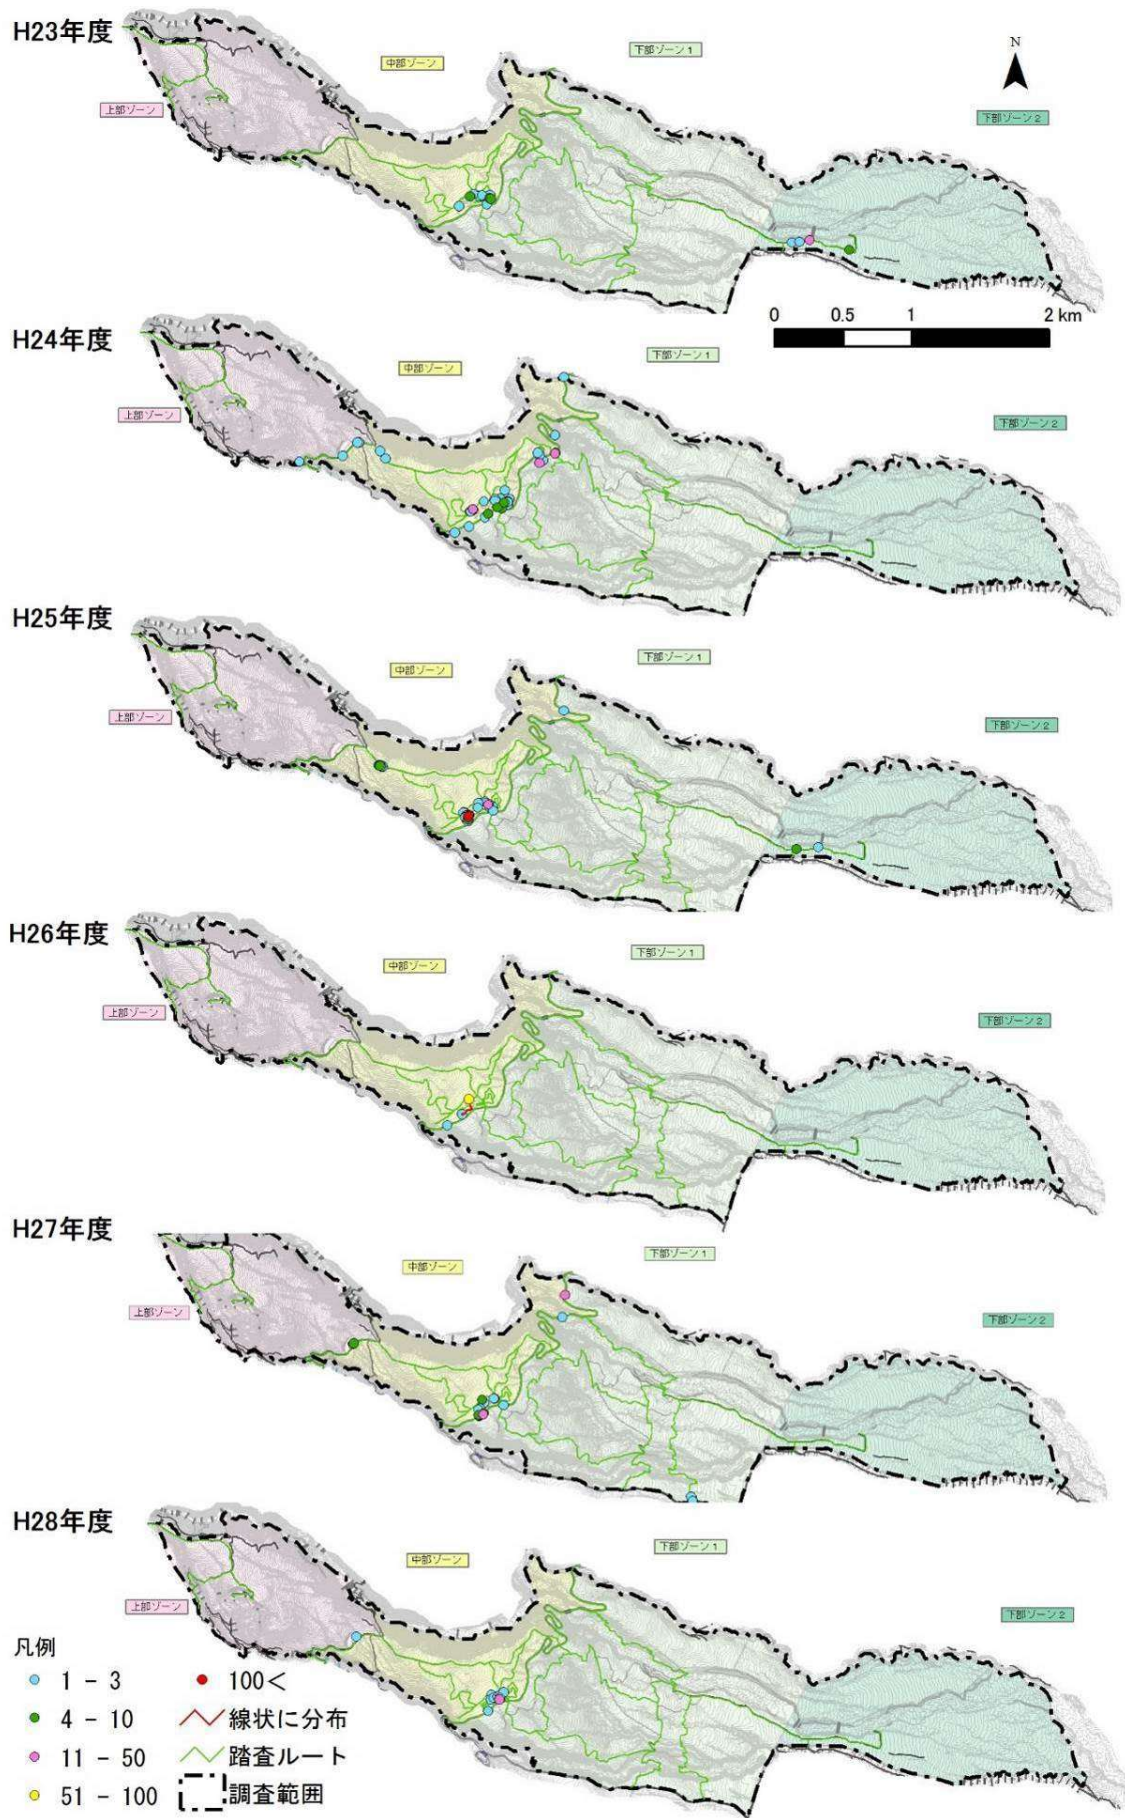 H23年度
中部ゾーン
下部ゾーン1
N
上部ゾーン
下部ゾーン2
0 0.5 1 2 km
H24年度
中部ゾーン
下部ゾーン1
上部ゾーン
下部ゾーン2
H25年度
中部ゾーン
下部ゾーン1
上部ゾーン
下部ゾーン2
H26年度
中部ゾーン
下部ゾーン1
上部ゾーン
下部ゾーン2
H27年度
中部ゾーン
下部ゾーン1
上部ゾーン
下部ゾーン2
H28年度
中部ゾーン
下部ゾーン1
上部ゾーン
下部ゾーン2
凡例
1 - 3
4 - 10
11 - 50
51 - 100
100<
線状に分布
踏査ルート
調査範囲